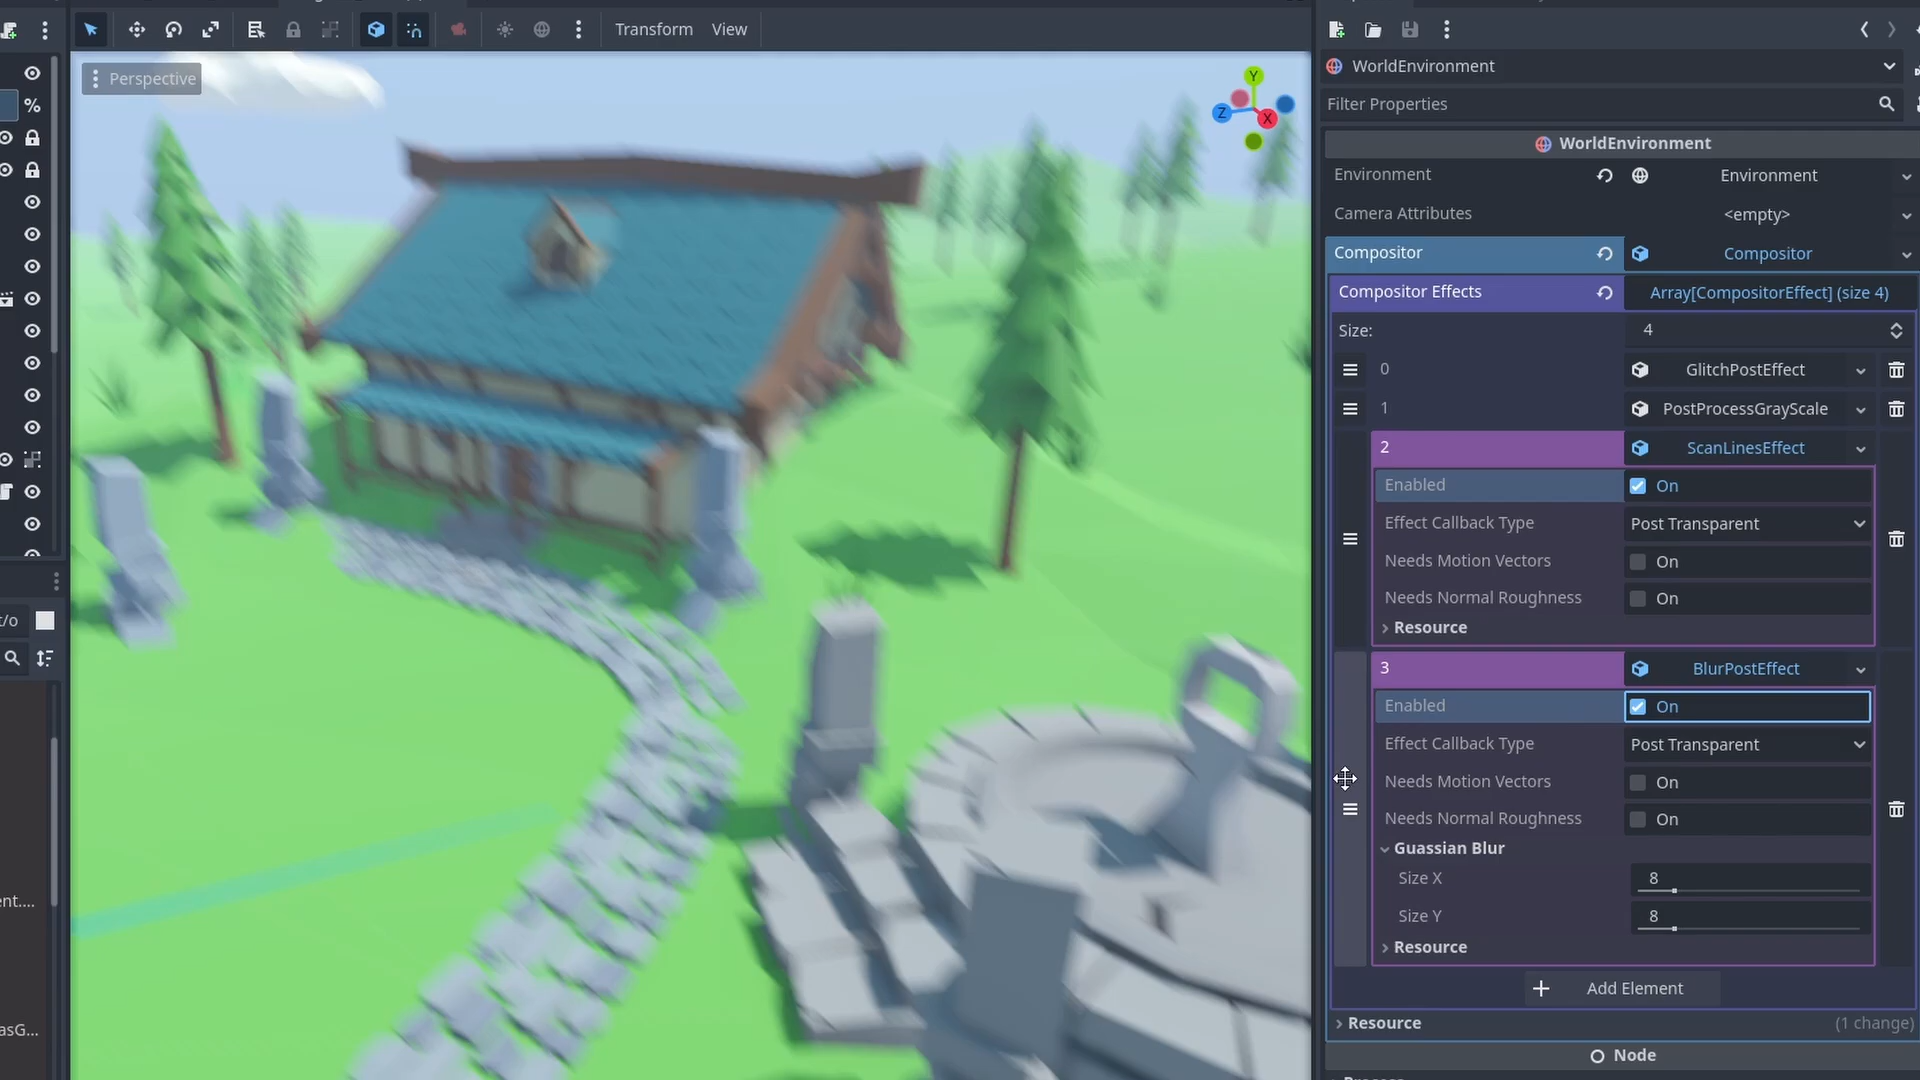 Transform View
Perspective
Y
Z
X
%
t/o
ent....
asG...
WorldEnvironment
Filter Properties
WorldEnvironment
Environment Environment
Camera Attributes <empty>
Compositor Compositor
Compositor Effects Array[CompositorEffect] (size 4)
Size: 4
0 GlitchPostEffect
1 PostProcessGrayScale
2 ScanLinesEffect
Enabled On
Effect Callback Type Post Transparent
Needs Motion Vectors On
Needs Normal Roughness On
Resource
3 BlurPostEffect
Enabled On
Effect Callback Type Post Transparent
Needs Motion Vectors On
Needs Normal Roughness On
Guassian Blur
Size X 8
Size Y 8
Resource
Add Element
Resource (1 change)
Node